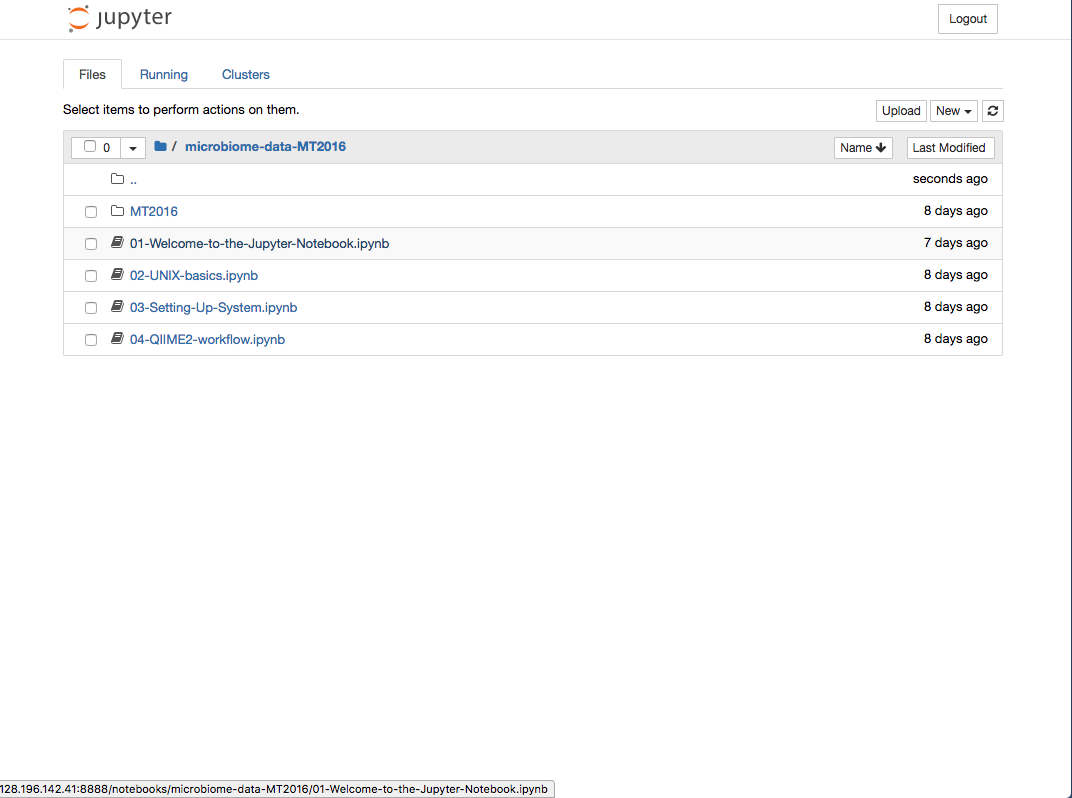 jupyter Logout
Files Running Clusters
Select items to perform actions on them. Upload New
0 / microbiome-data-MT2016 Name Last Modified
.. seconds ago
MT2016 8 days ago
01-Welcome-to-the-Jupyter-Notebook.ipynb 7 days ago
02-UNIX-basics.ipynb 8 days ago
03-Setting-Up-System.ipynb 8 days ago
04-QIIME2-workflow.ipynb 8 days ago
128.196.142.41:8888/notebooks/microbiome-data-MT2016/01-Welcome-to-the-Jupyter-Notebook.ipynb